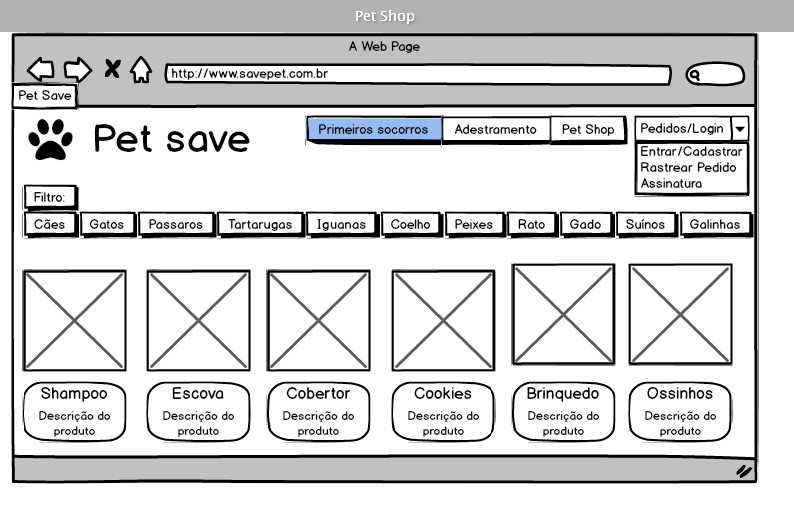 Pet Shop
A Web Page
http://www.savepet.com.br
Pet Save
Pet save
Primeiros socorros
Adestramento
Pet Shop
Pedidos/Login
Entrar/Cadastrar
Rastrear Pedido
Assinatura
Filtro:
Cães
Gatos
Passaros
Tartarugas
Iguanas
Coelho
Peixes
Rato
Gado
Suínos
Galinhas
Shampoo
Descrição do
produto
Escova
Descrição do
produto
Cobertor
Descrição do
produto
Cookies
Descrição do
produto
Brinquedo
Descrição do
produto
Ossinhos
Descrição do
produto